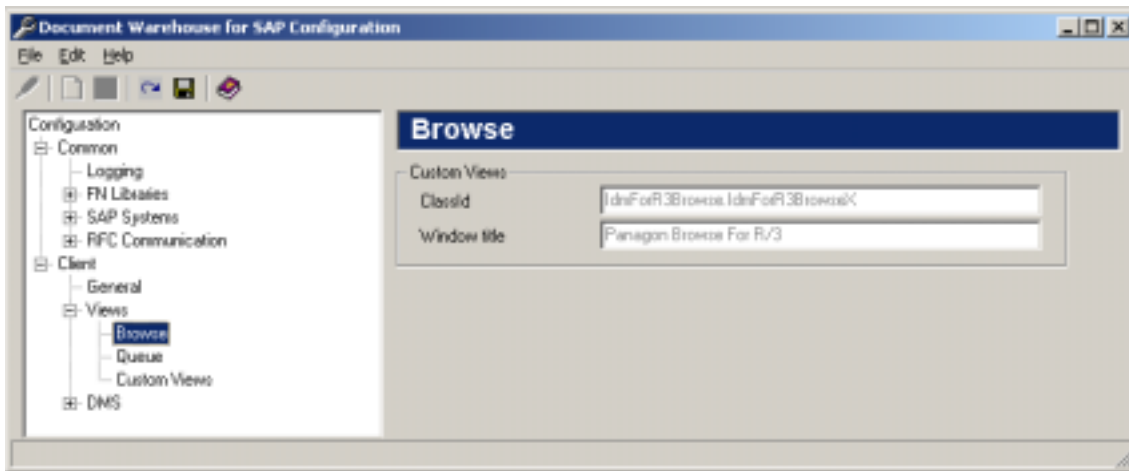 Document Warehouse for SAP Configuration
File Edit Help
Configuration
Common
Logging
FN Libraries
SAP Systems
RFC Communication
Client
General
Views
Browse
Queue
Custom Views
DMS
Browse
Custom Views
ClassId IdmForR3Browse.IdmForR3BrowseX
Window title Panagon Browse For R/3